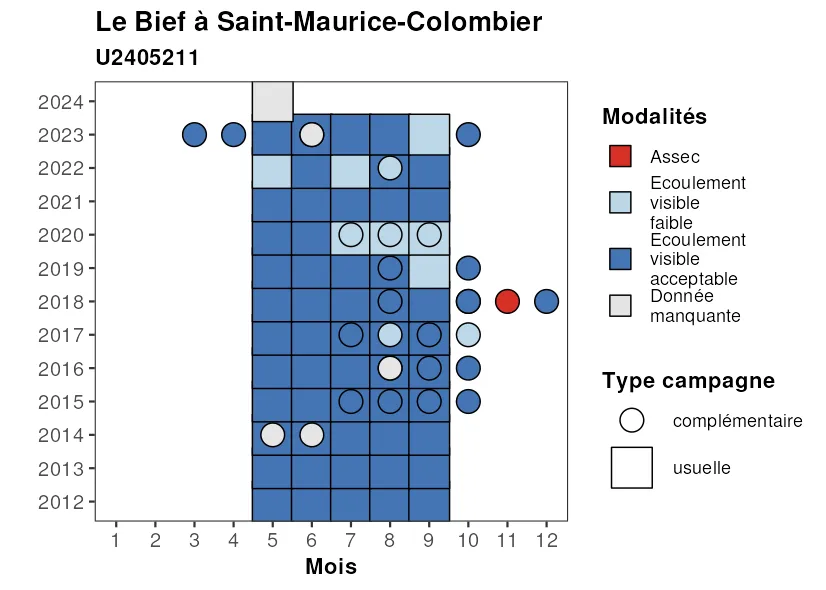 Le Bief à Saint-Maurice-Colombier
U2405211
2024
2023
2022
2021
2020
2019
2018
2017
2016
2015
2014
2013
2012
1 2 3 4 5 6 7 8 9 10 11 12
Mois
Modalités
Assec
Ecoulement
visible
faible
Ecoulement
visible
acceptable
Donnée
manquante
Type campagne
complémentaire
usuelle